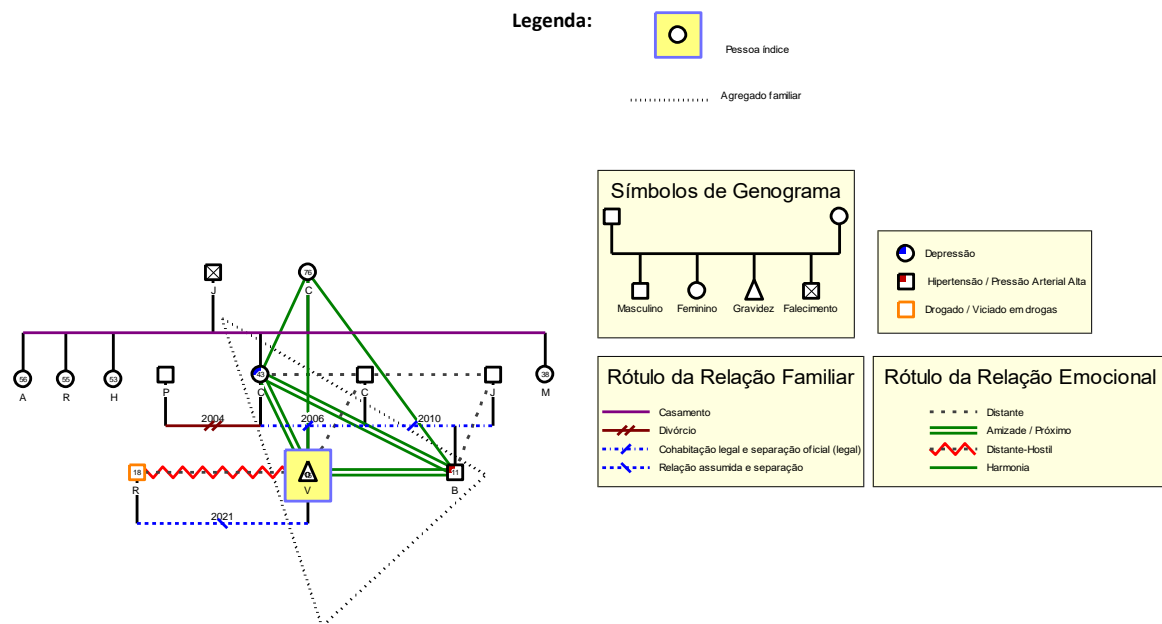 Legenda:
Pessoa índice
Agregado familiar
Símbolos de Genograma
Masculino Feminino Gravidez Falecimento
Depressão
Hipertensão / Pressão Arterial Alta
Drogado / Viciado em drogas
76
J C
56 55 53 43 38
A R H P C C J M
2004 2006 2010
18 11
R V B
2021
Rótulo da Relação Familiar
Casamento
Divórcio
Cohabitação legal e separação oficial (legal)
Relação assumida e separação
Rótulo da Relação Emocional
Distante
Amizade / Próximo
Distante-Hostil
Harmonia